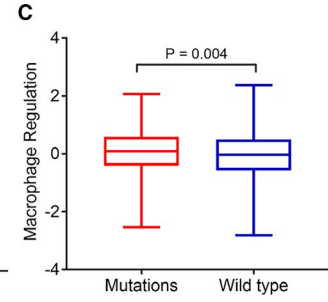 C
P = 0.004
Macrophage Regulation
4
2
0
-2
-4
Mutations Wild type